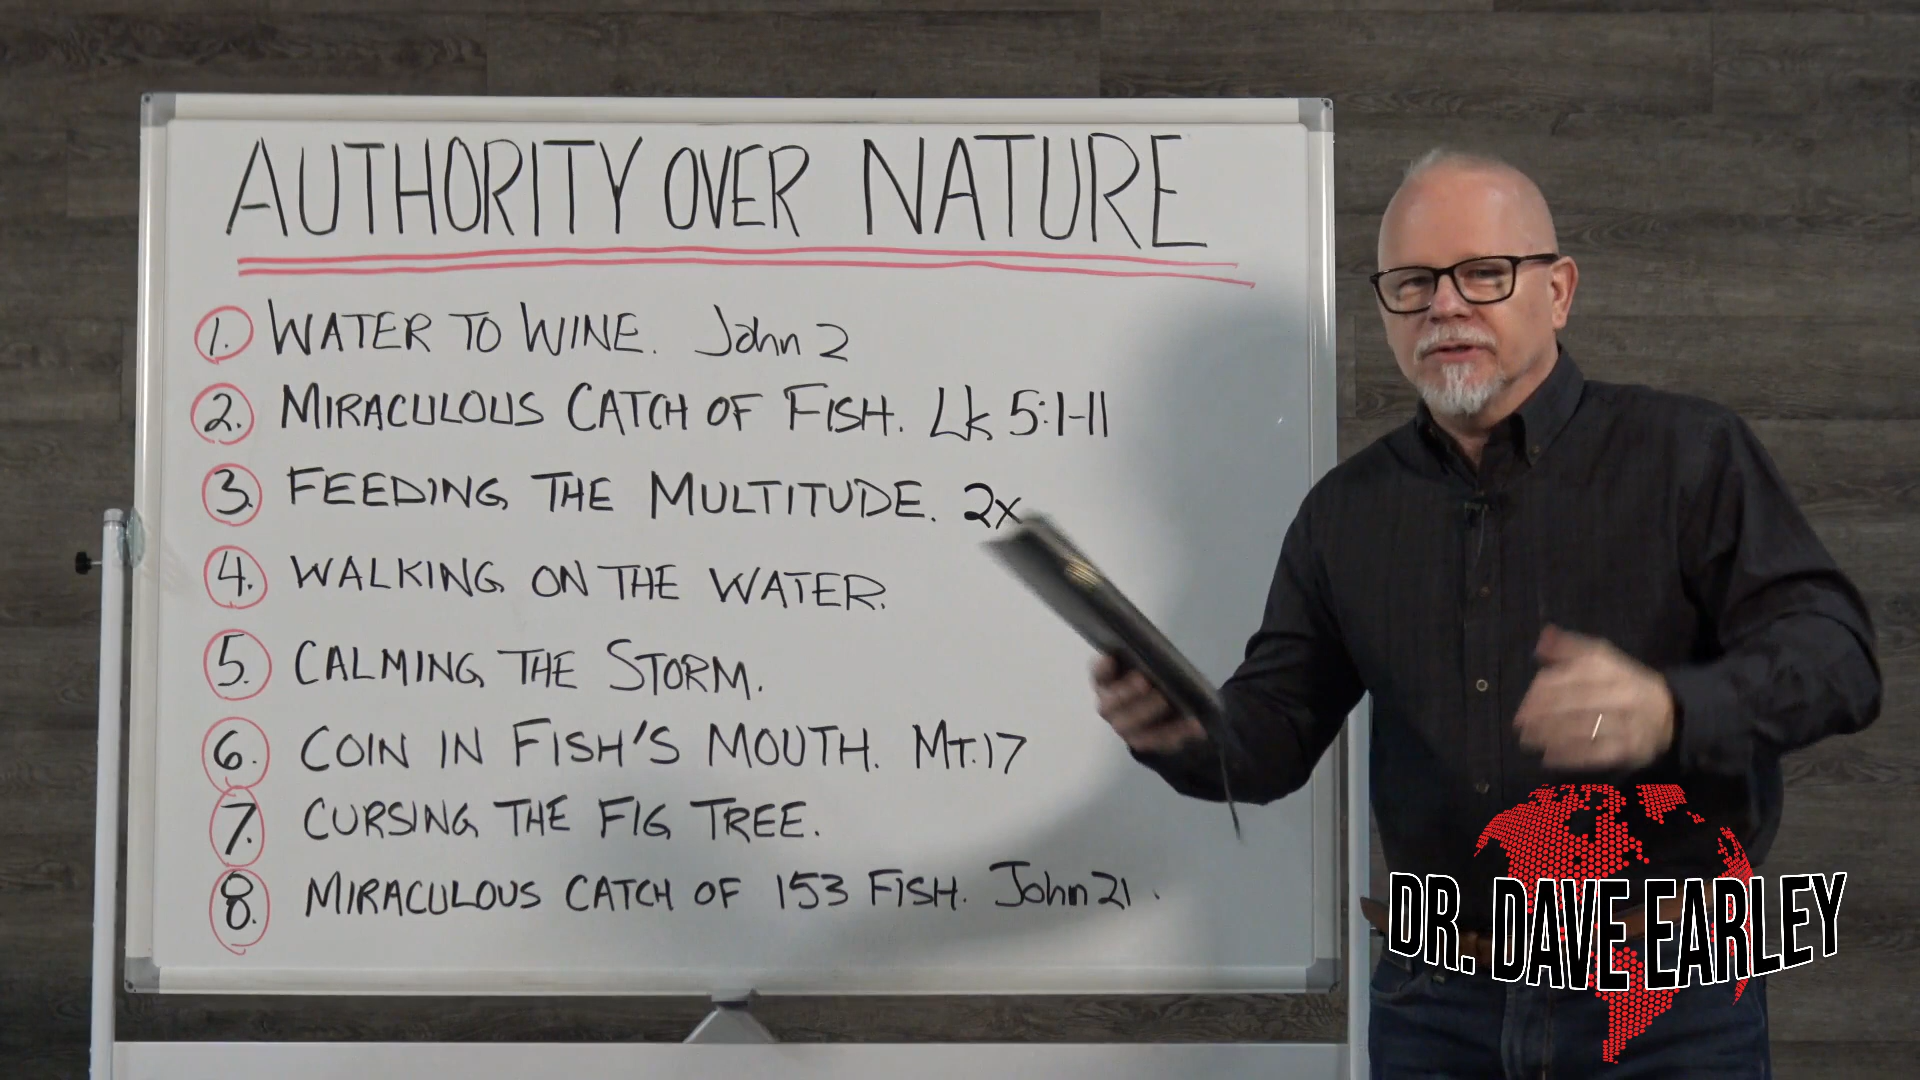 AUTHORITY OVER NATURE
1. WATER TO WINE. John 2
2. MIRACULOUS CATCH OF FISH. Lk 5:1-11
3. FEEDING THE MULTITUDE. 2x
4. WALKING ON THE WATER.
5. CALMING THE STORM.
6. COIN IN FISH'S MOUTH. MT.17
7. CURSING THE FIG TREE.
8. MIRACULOUS CATCH OF 153 FISH. John 21.
DR. DAVE EARLEY